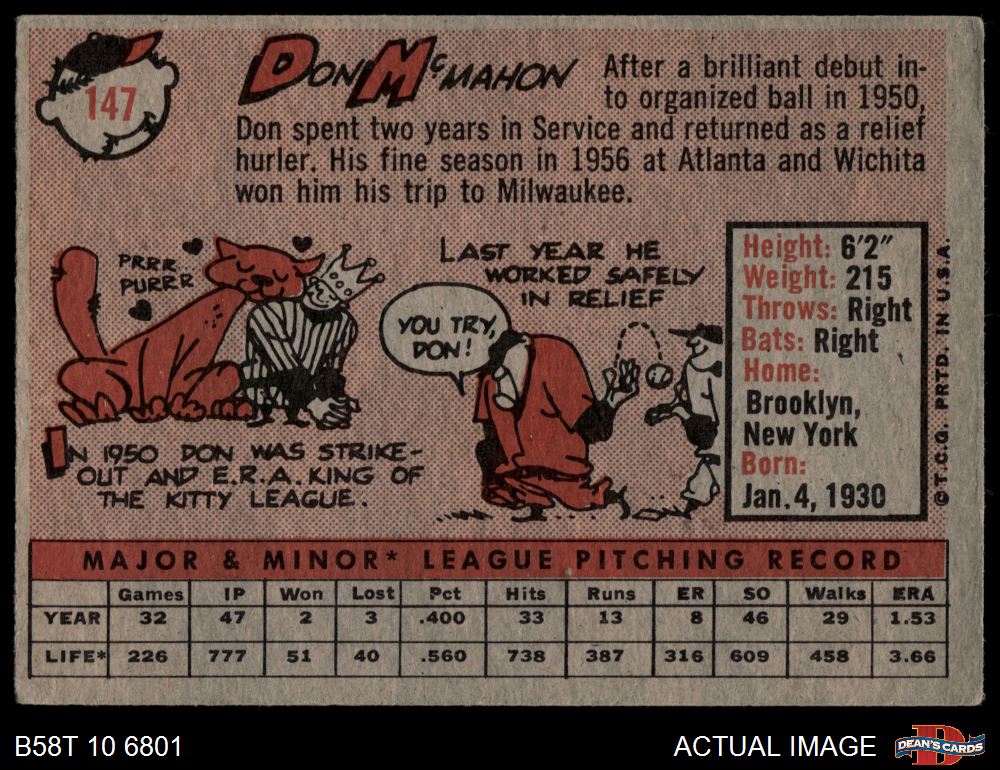 147
DON McMAHON
After a brilliant debut in-
to organized ball in 1950,
Don spent two years in Service and returned as a relief
hurler. His fine season in 1956 at Atlanta and Wichita
won him his trip to Milwaukee.
PRRR
PURRR
IN 1950 DON WAS STRIKE-
OUT AND E.R.A. KING OF
THE KITTY LEAGUE.
LAST YEAR HE
WORKED SAFELY
IN RELIEF
YOU TRY,
DON!
Height: 6'2"
Weight: 215
Throws: Right
Bats: Right
Home:
Brooklyn,
New York
Born:
Jan. 4, 1930
© T.C.G. PRTD. IN U.S.A.
MAJOR & MINOR* LEAGUE PITCHING RECORD
Games IP Won Lost Pct Hits Runs ER SO Walks ERA
YEAR 32 47 2 3 .400 33 13 8 46 29 1.53
LIFE* 226 777 51 40 .560 738 387 316 609 458 3.66
B58T 10 6801
ACTUAL IMAGE
D
DEAN'S CARDS